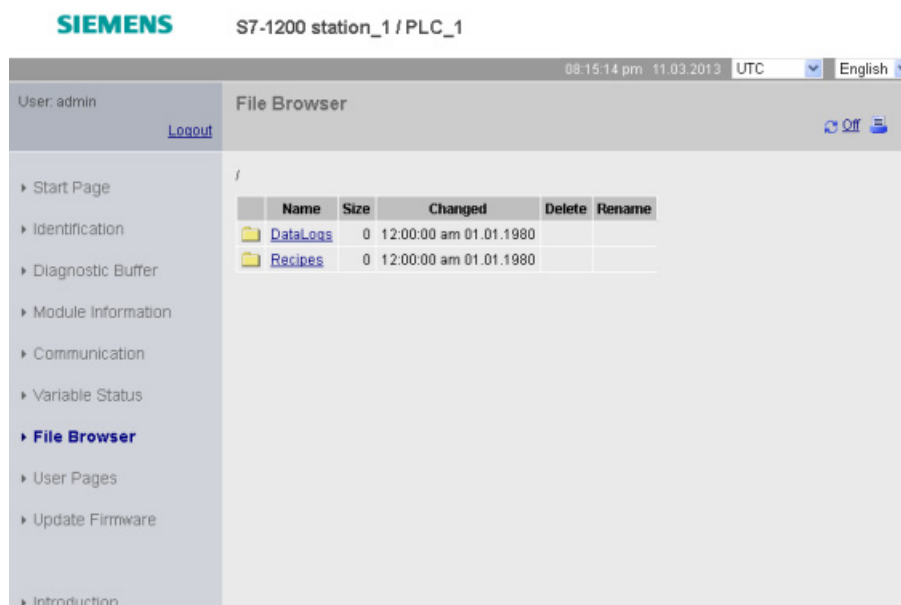 SIEMENS
S7-1200 station_1 / PLC_1
08:15:14 pm 11.03.2013 UTC English
User: admin
Logout
File Browser
Off
/
Name Size Changed Delete Rename
DataLogs 0 12:00:00 am 01.01.1980
Recipes 0 12:00:00 am 01.01.1980
Start Page
Identification
Diagnostic Buffer
Module Information
Communication
Variable Status
File Browser
User Pages
Update Firmware
Introduction